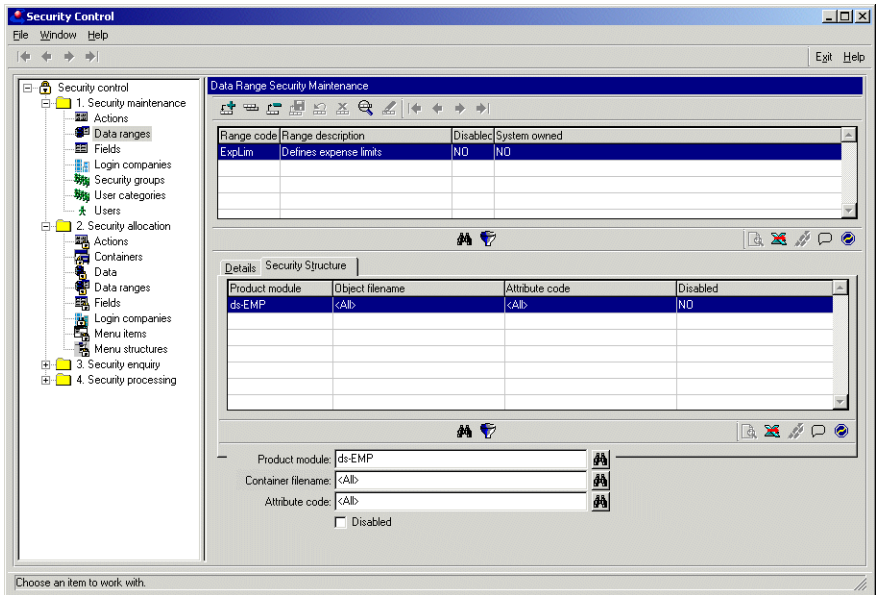 Security Control
File Window Help
Exit Help
Security control
1. Security maintenance
Actions
Data ranges
Fields
Login companies
Security groups
User categories
Users
2. Security allocation
Actions
Containers
Data
Data ranges
Fields
Login companies
Menu items
Menu structures
3. Security enquiry
4. Security processing
Data Range Security Maintenance
Range code Range description Disabled System owned
ExpLim Defines expense limits NO NO
Details Security Structure
Product module Object filename Attribute code Disabled
ds-EMP <All> <All> NO
Product module: ds-EMP
Container filename: <All>
Attribute code: <All>
Disabled
Choose an item to work with.